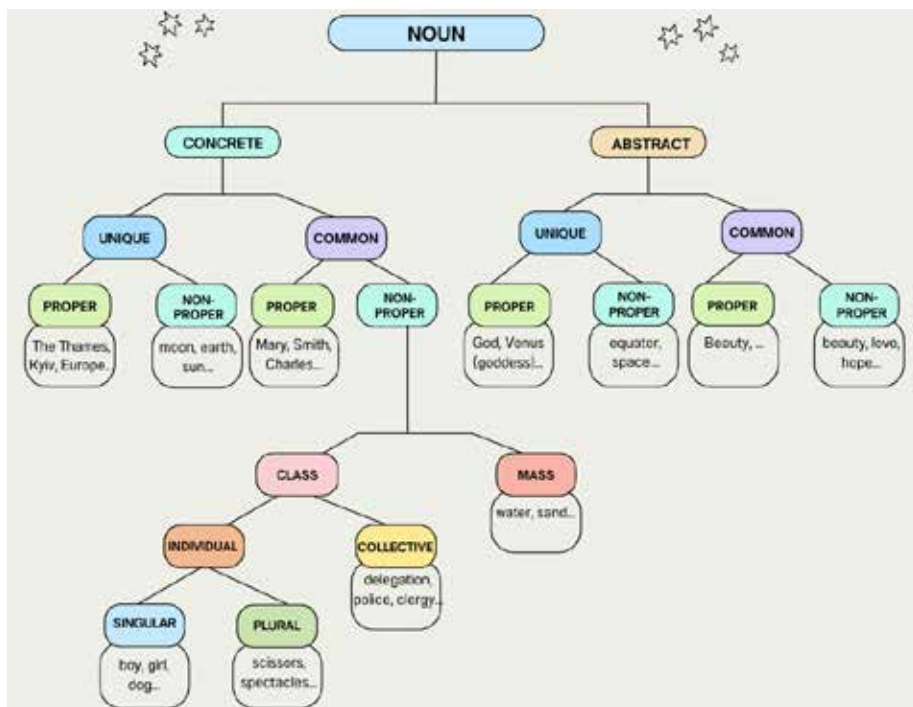 NOUN
CONCRETE
ABSTRACT
UNIQUE
COMMON
UNIQUE
COMMON
PROPER
The Thames,
Kyiv, Europe...
NON-
PROPER
moon, earth,
sun...
PROPER
Mary, Smith,
Charles...
NON-
PROPER
PROPER
God, Venus
(goddess)...
NON-
PROPER
equator,
space...
PROPER
Beauty, ...
NON-
PROPER
beauty, love,
hope...
CLASS
MASS
water, sand...
INDIVIDUAL
COLLECTIVE
delegation,
police, clergy...
SINGULAR
boy, girl,
dog...
PLURAL
scissors,
spectacles...